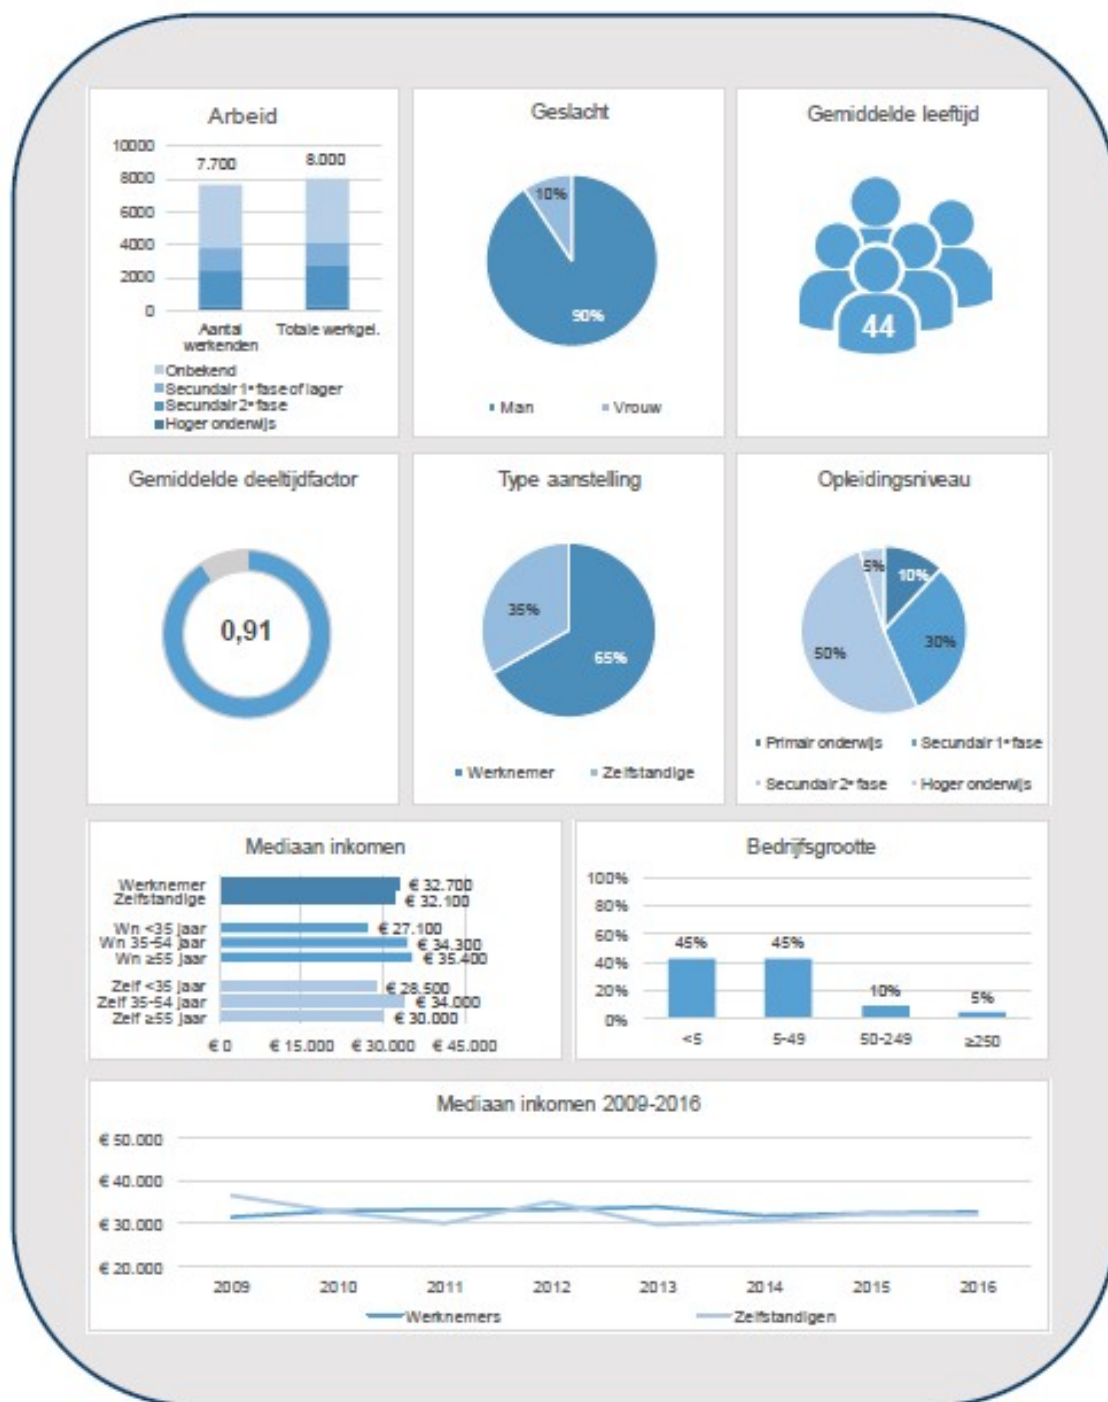 Arbeid
10000
8000
6000
4000
2000
0
7.700
8.000
Aantal werkenden
Totale werkgel.
Onbekend
Secundair 1ᵉ fase of lager
Secundair 2ᵉ fase
Hoger onderwijs
Geslacht
10%
90%
Man
Vrouw
Gemiddelde leeftijd
44
Gemiddelde deeltijdfactor
0,91
Type aanstelling
35%
65%
Werknemer
Zelfstandige
Opleidingsniveau
5%
10%
30%
50%
Primair onderwijs
Secundair 1ᵉ fase
Secundair 2ᵉ fase
Hoger onderwijs
Mediaan inkomen
Werknemer € 32.700
Zelfstandige € 32.100
Wn <35 jaar € 27.100
Wn 35-54 jaar € 34.300
Wn ≥55 jaar € 35.400
Zelf <35 jaar € 28.500
Zelf 35-54 jaar € 34.000
Zelf ≥55 jaar € 30.000
€ 0 € 15.000 € 30.000 € 45.000
Bedrijfsgrootte
100%
80%
60%
40%
20%
0%
45%
45%
10%
5%
<5 5-49 50-249 ≥250
Mediaan inkomen 2009-2016
€ 50.000
€ 40.000
€ 30.000
€ 20.000
2009 2010 2011 2012 2013 2014 2015 2016
Werknemers
Zelfstandigen